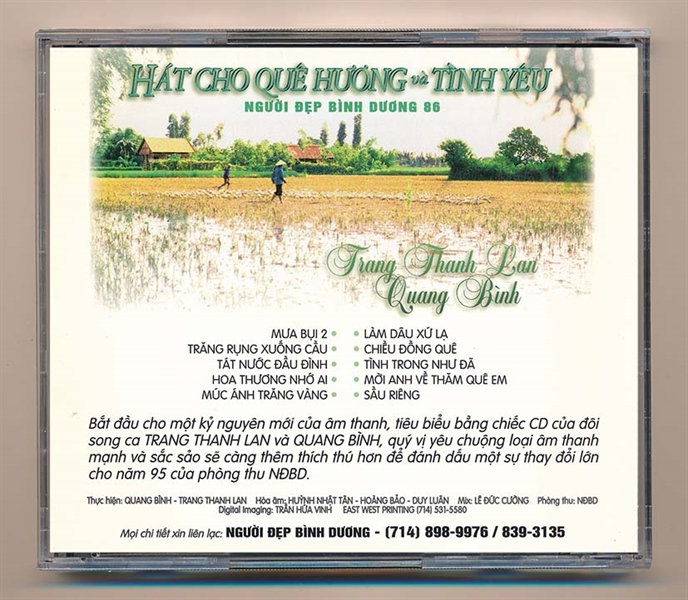 HÁT CHO QUÊ HƯƠNG và TÌNH YÊU
NGƯỜI ĐẸP BÌNH DƯƠNG 86
Trang Thanh Lan
Quang Bình
MƯA BỤI 2 •
TRĂNG RỤNG XUỐNG CẦU •
TÁT NƯỚC ĐẦU ĐÌNH •
HOA THƯƠNG NHỚ AI •
MÚC ÁNH TRĂNG VÀNG •
• LÀM DÂU XỨ LẠ
• CHIỀU ĐỒNG QUÊ
• TÌNH TRONG NHƯ ĐÃ
• MỜI ANH VỀ THĂM QUÊ EM
• SẦU RIÊNG
Bắt đầu cho một kỷ nguyên mới của âm thanh, tiêu biểu bằng chiếc CD của đôi
song ca TRANG THANH LAN và QUANG BÌNH, quý vị yêu chuộng loại âm thanh
mạnh và sắc sảo sẽ càng thêm thích thú hơn để đánh dấu một sự thay đổi lớn
cho năm 95 của phòng thu NĐBD.
Thực hiện: QUANG BÌNH - TRANG THANH LAN Hòa âm: HUỲNH NHẬT TÂN - HOÀNG BẢO - DUY LUÂN Mix: LÊ ĐỨC CƯỜNG Phòng thu: NĐBD
Digital Imaging: TRẦN HỨA VINH EAST WEST PRINTING (714) 531-5580
Mọi chi tiết xin liên lạc: NGƯỜI ĐẸP BÌNH DƯƠNG - (714) 898-9976 / 839-3135